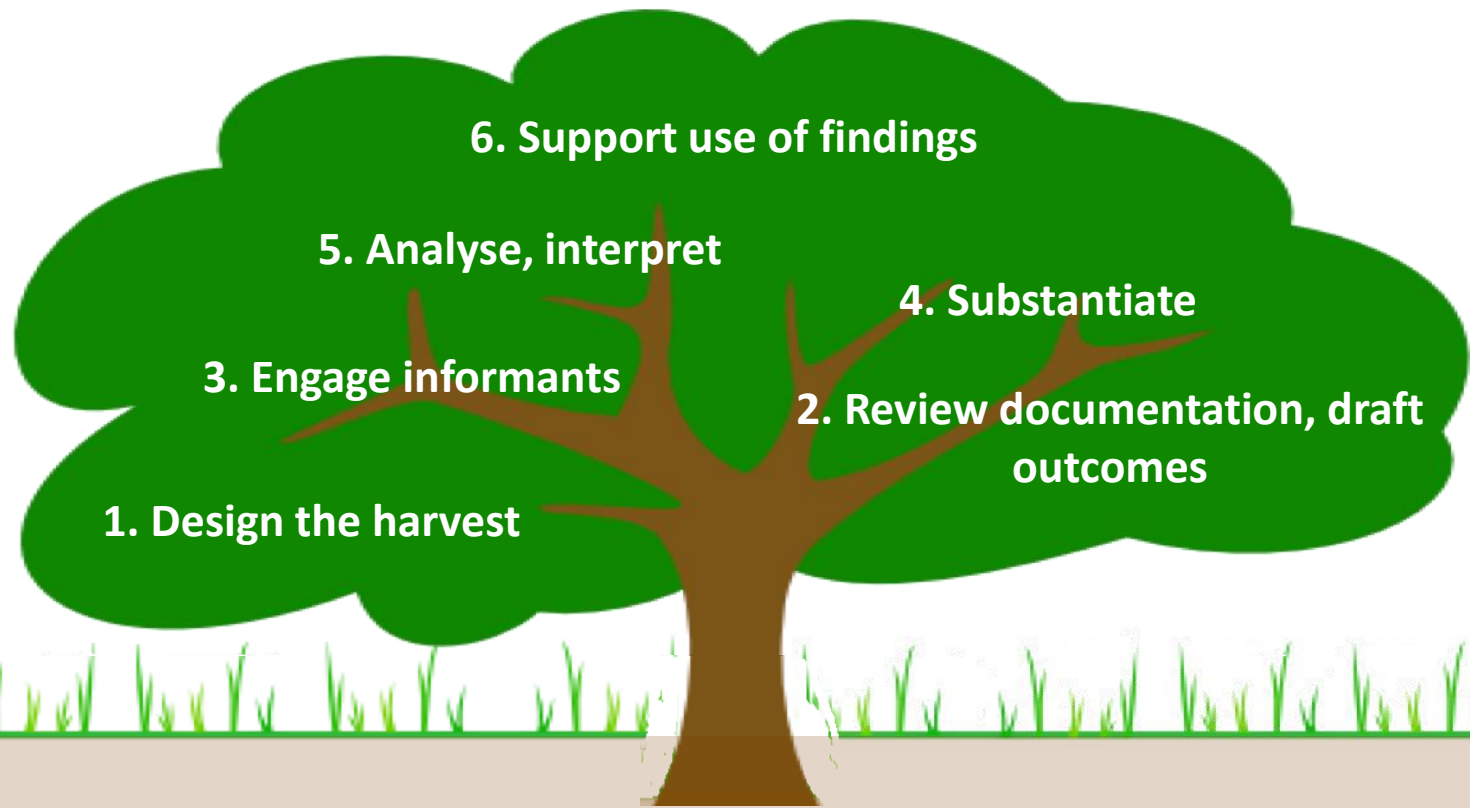 6. Support use of findings
5. Analyse, interpret
4. Substantiate
3. Engage informants
2. Review documentation, draft
outcomes
1. Design the harvest